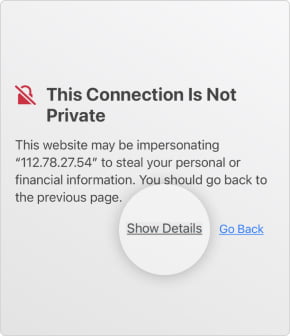 This Connection Is Not
Private
This website may be impersonating
“112.78.27.54” to steal your personal or
financial information. You should go back to
the previous page.
Show Details Go Back